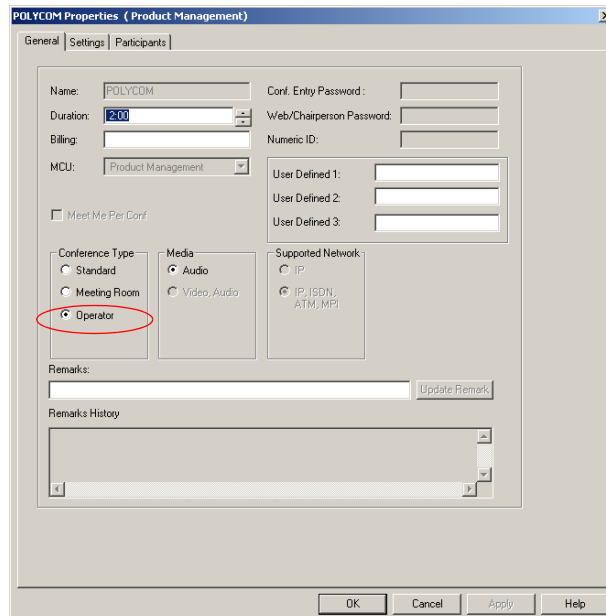 POLYCOM Properties ( Product Management)
General Settings Participants
Name: POLYCOM Conf. Entry Password :
Duration: 2:00 Web/Chairperson Password:
Billing: Numeric ID:
MCU: Product Management User Defined 1:
User Defined 2:
Meet Me Per Conf User Defined 3:
Conference Type Media Supported Network
Standard Audio IP
Meeting Room Video, Audio IP, ISDN,
ATM, MPI
Operator
Remarks:
Update Remark
Remarks History
OK Cancel Apply Help